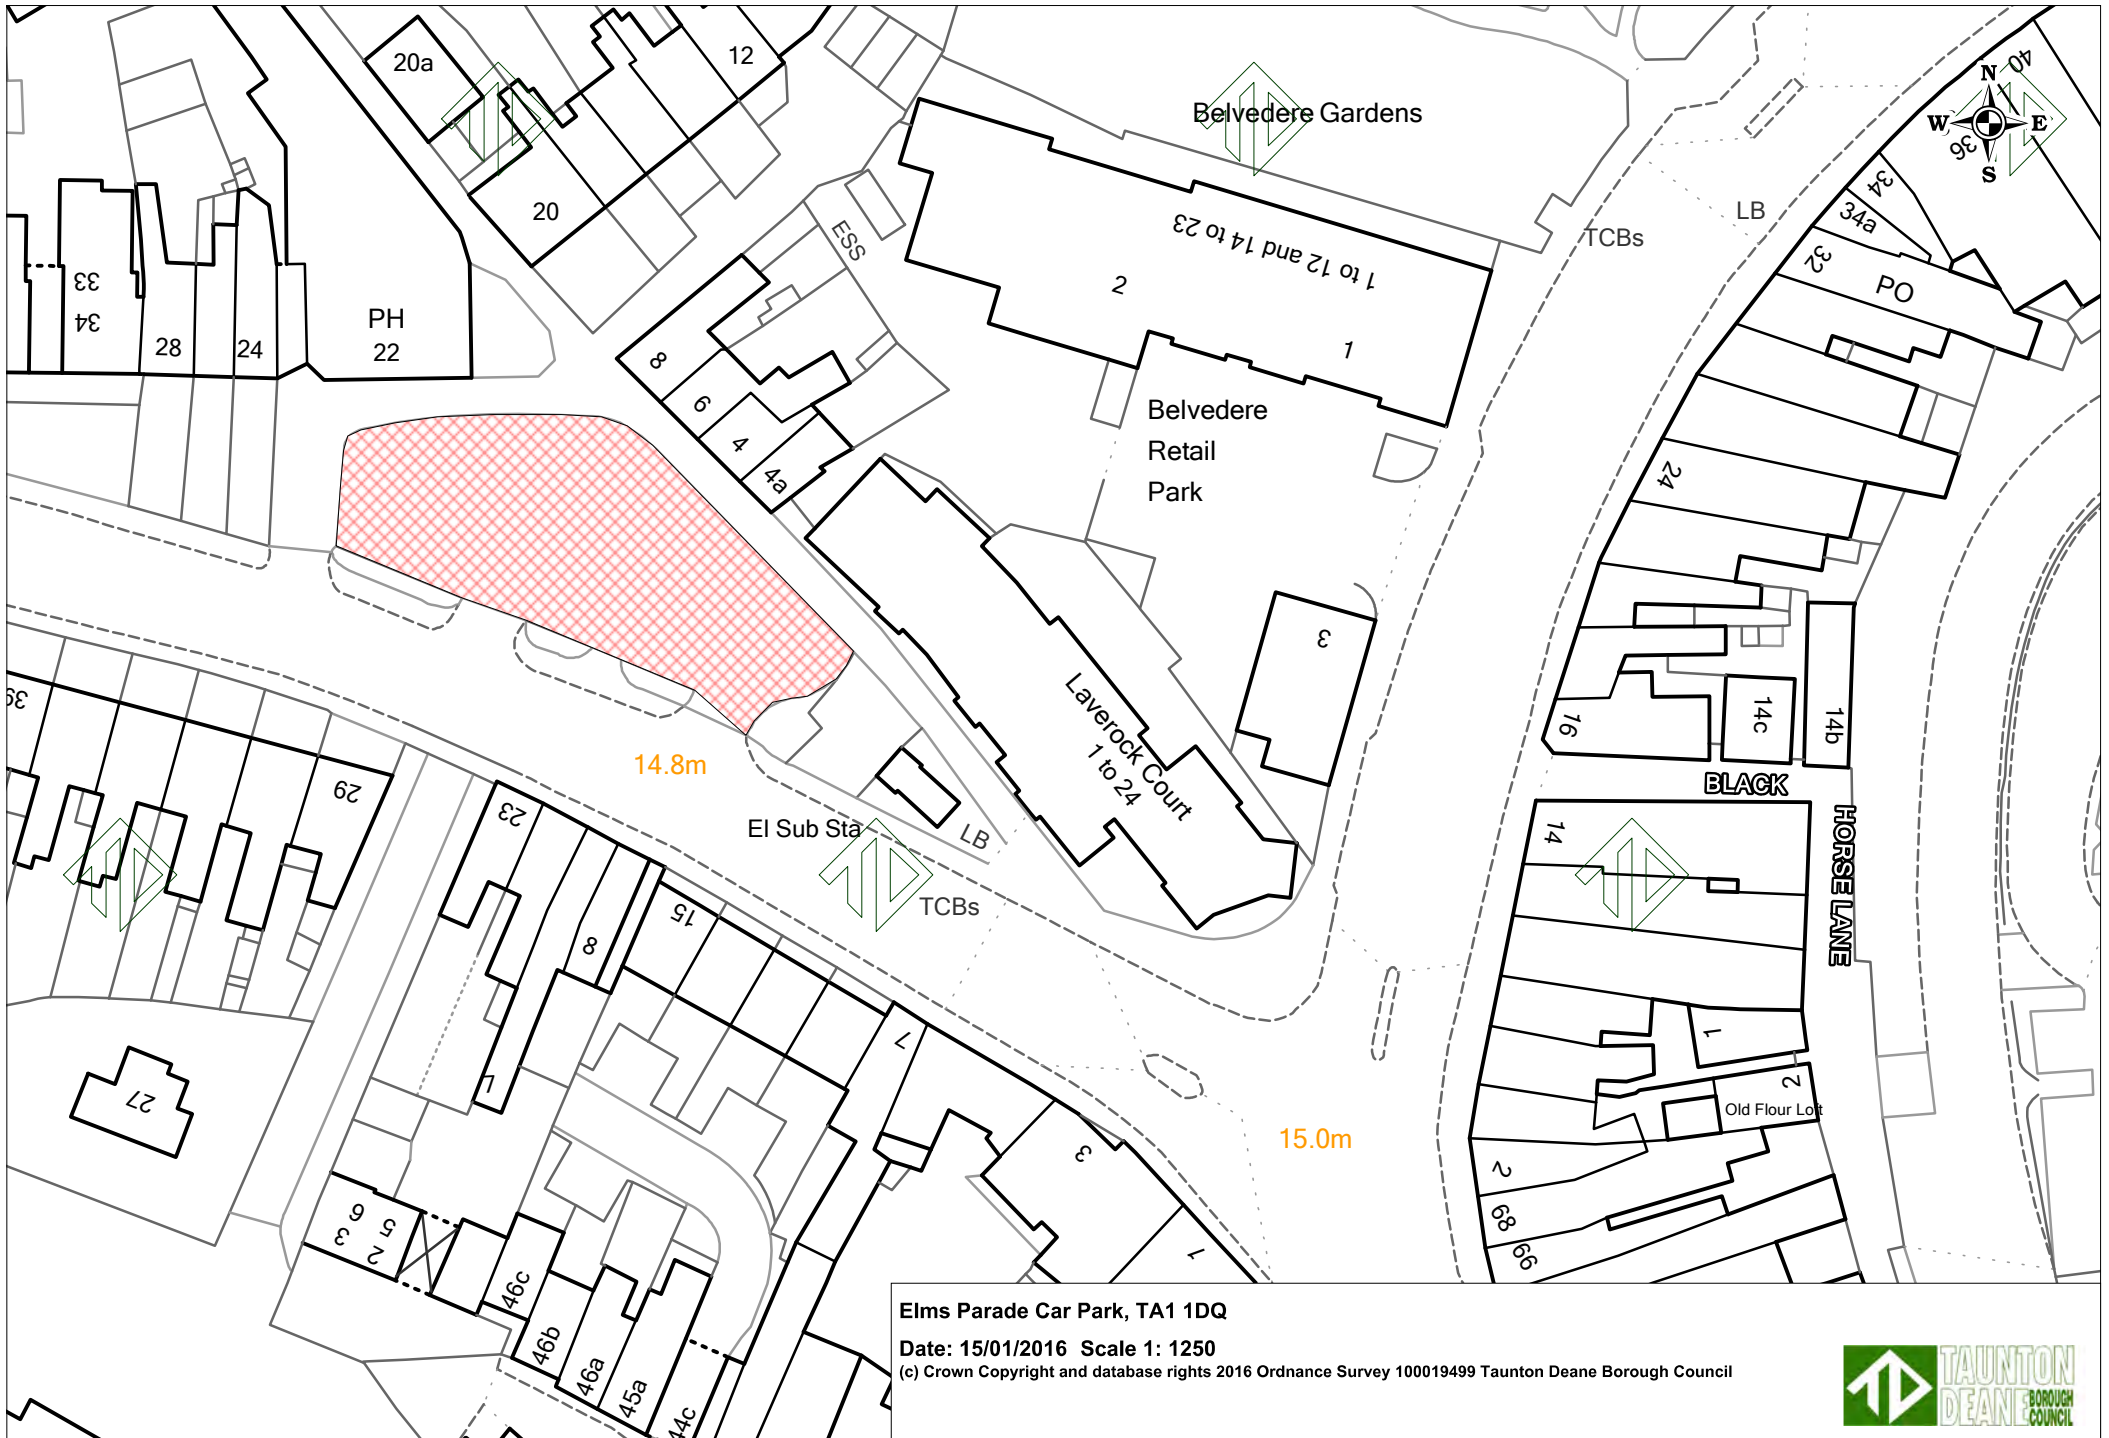 20a
12
20
Belvedere Gardens
1 to 12 and 14 to 23
2
1
ESS
TCBs
LB
40
N
W
E
S
36
34
34a
32
PO
33
34
28
24
PH
22
8
6
4
4a
Belvedere
Retail
Park
24
3
Laverock Court
1 to 24
16
14c
14b
BLACK
HORSE LANE
14
39
29
23
14.8m
El Sub Sta
LB
TCBs
8
15
7
27
1
2
Old Flour Loft
15.0m
3
1
2
68
66
6
5
3
2
46c
46b
46a
45a
44c
Elms Parade Car Park, TA1 1DQ
Date: 15/01/2016 Scale 1: 1250
(c) Crown Copyright and database rights 2016 Ordnance Survey 100019499 Taunton Deane Borough Council
TAUNTON
DEANE
BOROUGH
COUNCIL